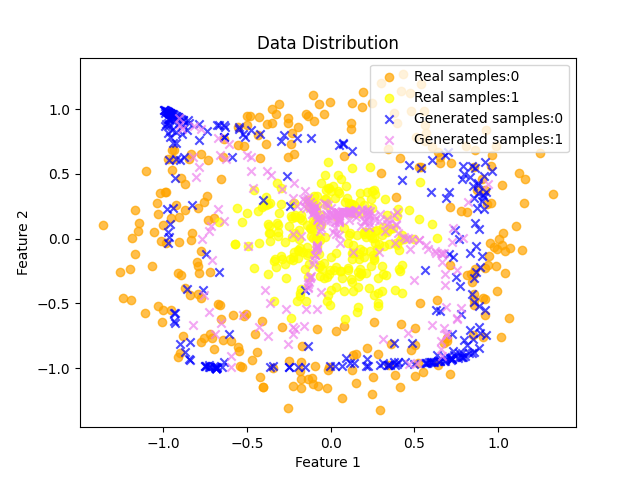 Data Distribution
Real samples:0
Real samples:1
Generated samples:0
Generated samples:1
1.0
0.5
0.0
−0.5
−1.0
Feature 2
−1.0 −0.5 0.0 0.5 1.0
Feature 1